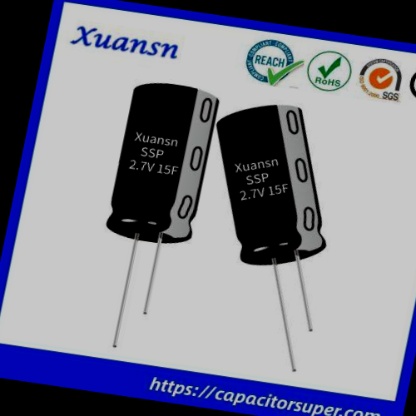 Xuansn
REACH
RoHS
SGS
Xuansn
SSP
2.7V 15F
Xuansn
SSP
2.7V 15F
https://capacitorsuper.com